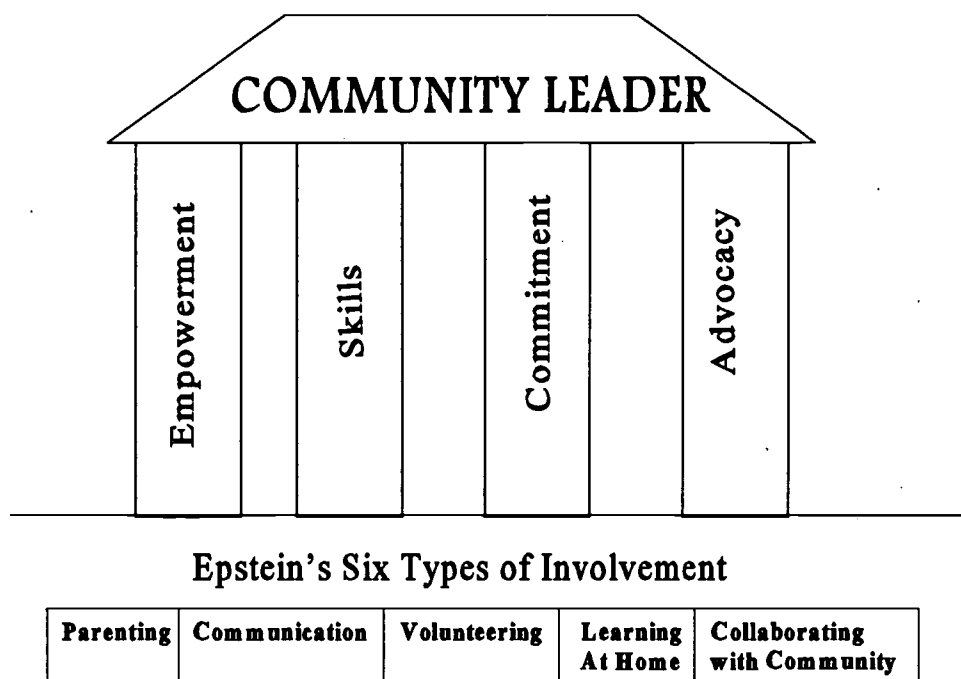 COMMUNITY LEADER
Empowerment
Skills
Commitment
Advocacy
Epstein's Six Types of Involvement
Parenting
Communication
Volunteering
Learning
At Home
Collaborating
with Community